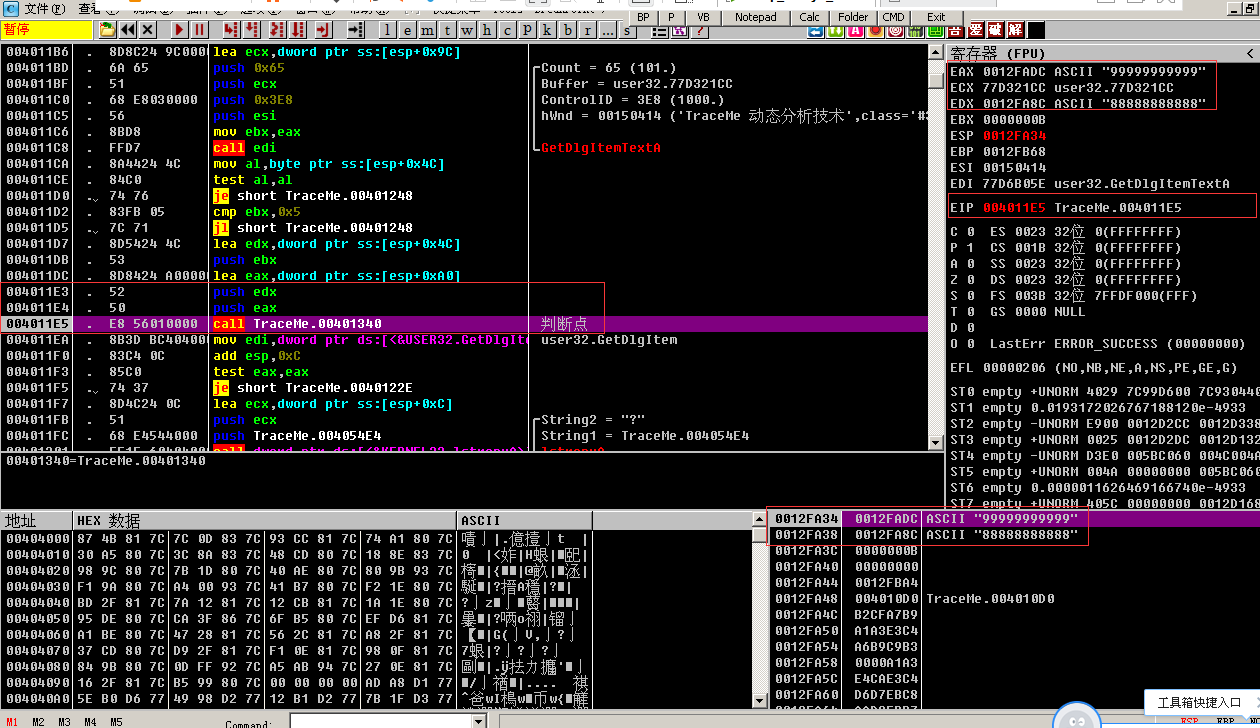 文件(F) 查看
暂停
l e m t w h c p k b r ... s
BP P VB Notepad Calc Folder CMD Exit
吾 爱 破 解
004011B6 . 8D8C24 9C000 lea ecx,dword ptr ss:[esp+0x9C]
004011BD . 6A 65 push 0x65 Count = 65 (101.)
004011BF . 51 push ecx Buffer = user32.77D321CC
004011C0 . 68 E8030000 push 0x3E8 ControlID = 3E8 (1000.)
004011C5 . 56 push esi hWnd = 00150414 ('TraceMe 动态分析技术',class='#3
004011C6 . 8BD8 mov ebx,eax
004011C8 . FFD7 call edi GetDlgItemTextA
004011CA . 8A4424 4C mov al,byte ptr ss:[esp+0x4C]
004011CE . 84C0 test al,al
004011D0 . 74 76 je short TraceMe.00401248
004011D2 . 83FB 05 cmp ebx,0x5
004011D5 . 7C 71 jl short TraceMe.00401248
004011D7 . 8D5424 4C lea edx,dword ptr ss:[esp+0x4C]
004011DB . 53 push ebx
004011DC . 8D8424 A0000 lea eax,dword ptr ss:[esp+0xA0]
004011E3 . 52 push edx
004011E4 . 50 push eax
004011E5 . E8 56010000 call TraceMe.00401340 判断点
004011EA . 8B3D BC404000 mov edi,dword ptr ds:[<&USER32.GetDlgIte user32.GetDlgItem
004011F0 . 83C4 0C add esp,0xC
004011F3 . 85C0 test eax,eax
004011F5 . 74 37 je short TraceMe.0040122E
004011F7 . 8D4C24 0C lea ecx,dword ptr ss:[esp+0xC]
004011FB . 51 push ecx String2 = "?"
004011FC . 68 E4544000 push TraceMe.004054E4 String1 = TraceMe.004054E4
00401340=TraceMe.00401340
寄存器 (FPU) <
EAX 0012FADC ASCII "99999999999"
ECX 77D321CC user32.77D321CC
EDX 0012FA8C ASCII "88888888888"
EBX 0000000B
ESP 0012FA34
EBP 0012FB68
ESI 00150414
EDI 77D6B05E user32.GetDlgItemTextA
EIP 004011E5 TraceMe.004011E5
C 0 ES 0023 32位 0(FFFFFFFF)
P 1 CS 001B 32位 0(FFFFFFFF)
A 0 SS 0023 32位 0(FFFFFFFF)
Z 0 DS 0023 32位 0(FFFFFFFF)
S 0 FS 003B 32位 7FFDF000(FFF)
T 0 GS 0000 NULL
D 0
O 0 LastErr ERROR_SUCCESS (00000000)
EFL 00000206 (NO,NB,NE,A,NS,PE,GE,G)
ST0 empty +UNORM 4029 7C99D600 7C930440
ST1 empty 0.0193172026767188120e-4933
ST2 empty -UNORM E900 0012D2CC 0012D338
ST3 empty +UNORM 0025 0012D2DC 0012D13C
ST4 empty -UNORM D3E0 005BC060 004C004A
ST5 empty +UNORM 004A 00000000 005BC060
ST6 empty 0.0000011626469166740e-4933
ST7 empty +UNORM 405C 00000000 0012D168
地址 HEX 数据 ASCII
00404000 87 4B 81 7C 7C 0D 83 7C 93 CC 81 7C 74 A1 80 7C
00404010 30 A5 80 7C 3C 8A 83 7C 48 CD 80 7C 18 8E 83 7C
00404020 98 9C 80 7C 7B 1D 80 7C 40 AE 80 7C 80 9B 93 7C
00404030 F1 9A 80 7C A4 00 93 7C 41 B7 80 7C F2 1E 80 7C
00404040 BD 2F 81 7C 7A 12 81 7C 12 CB 81 7C 1A 1E 80 7C
00404050 95 DE 80 7C CA 3F 86 7C 6F B5 80 7C EF D6 81 7C
00404060 A1 BE 80 7C 47 28 81 7C 56 2C 81 7C A8 2F 81 7C
00404070 37 CD 80 7C D9 2F 81 7C F1 0E 81 7C 98 0F 81 7C
00404080 84 9B 80 7C 0D FF 92 7C A5 AB 94 7C 27 0E 81 7C
00404090 16 2F 81 7C B5 99 80 7C 00 00 00 00 AD A8 D1 77
004040A0 5E B0 D6 77 49 98 D2 77 12 B1 D2 77 7B 1F D3 77
0012FA34 0012FADC ASCII "99999999999"
0012FA38 0012FA8C ASCII "88888888888"
0012FA3C 0000000B
0012FA40 00000000
0012FA44 0012FBA4
0012FA48 004010D0 TraceMe.004010D0
0012FA4C B2CFA7B9
0012FA50 A1A3E3C4
0012FA54 A6B9C9B3
0012FA58 0000A1A3
0012FA5C E4CAE3C4
0012FA60 D6D7EBC8
工具箱快捷入口
M1 M2 M3 M4 M5 Command: